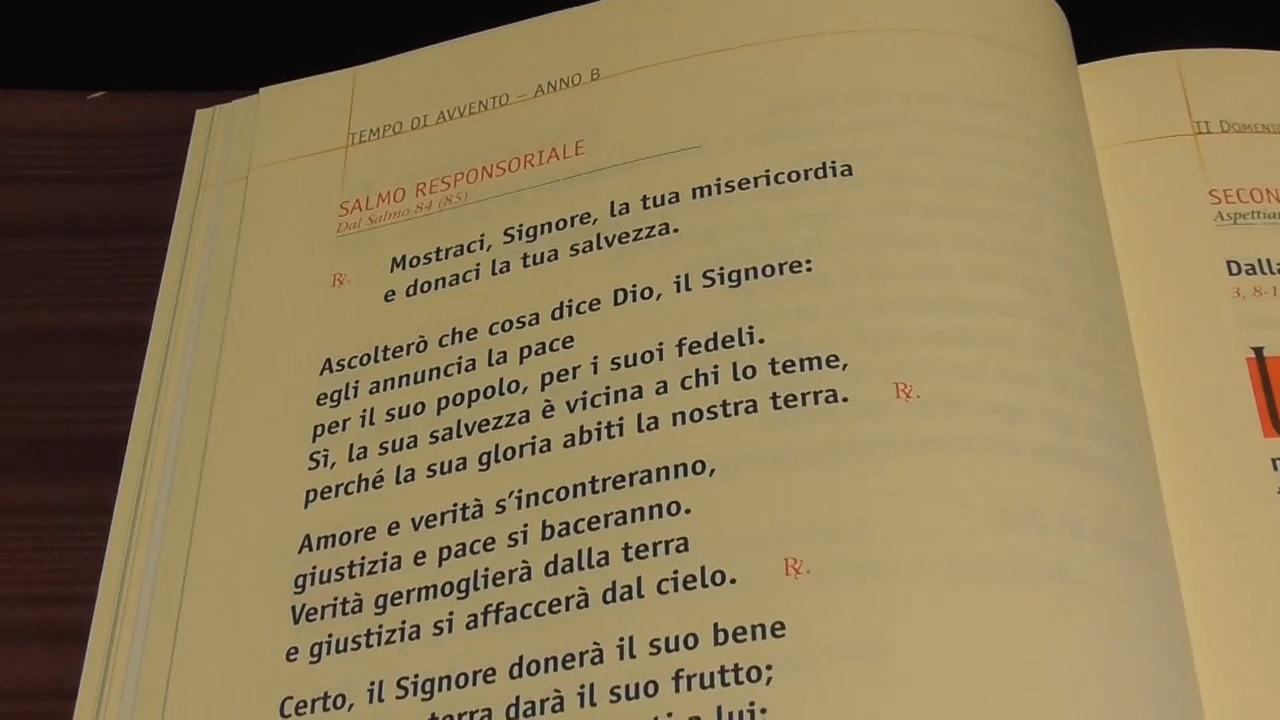 TEMPO DI AVVENTO – ANNO B
SALMO RESPONSORIALE
Dal Salmo 84 (85)
℟. Mostraci, Signore, la tua misericordia
e donaci la tua salvezza.
Ascolterò che cosa dice Dio, il Signore:
egli annuncia la pace
per il suo popolo, per i suoi fedeli.
Sì, la sua salvezza è vicina a chi lo teme,
perché la sua gloria abiti la nostra terra. ℟.
Amore e verità s’incontreranno,
giustizia e pace si baceranno.
Verità germoglierà dalla terra
e giustizia si affaccerà dal cielo. ℟.
Certo, il Signore donerà il suo bene
terra darà il suo frutto;
lui:
II DOMEN
SECON
Aspettia
Dalla
3, 8-1